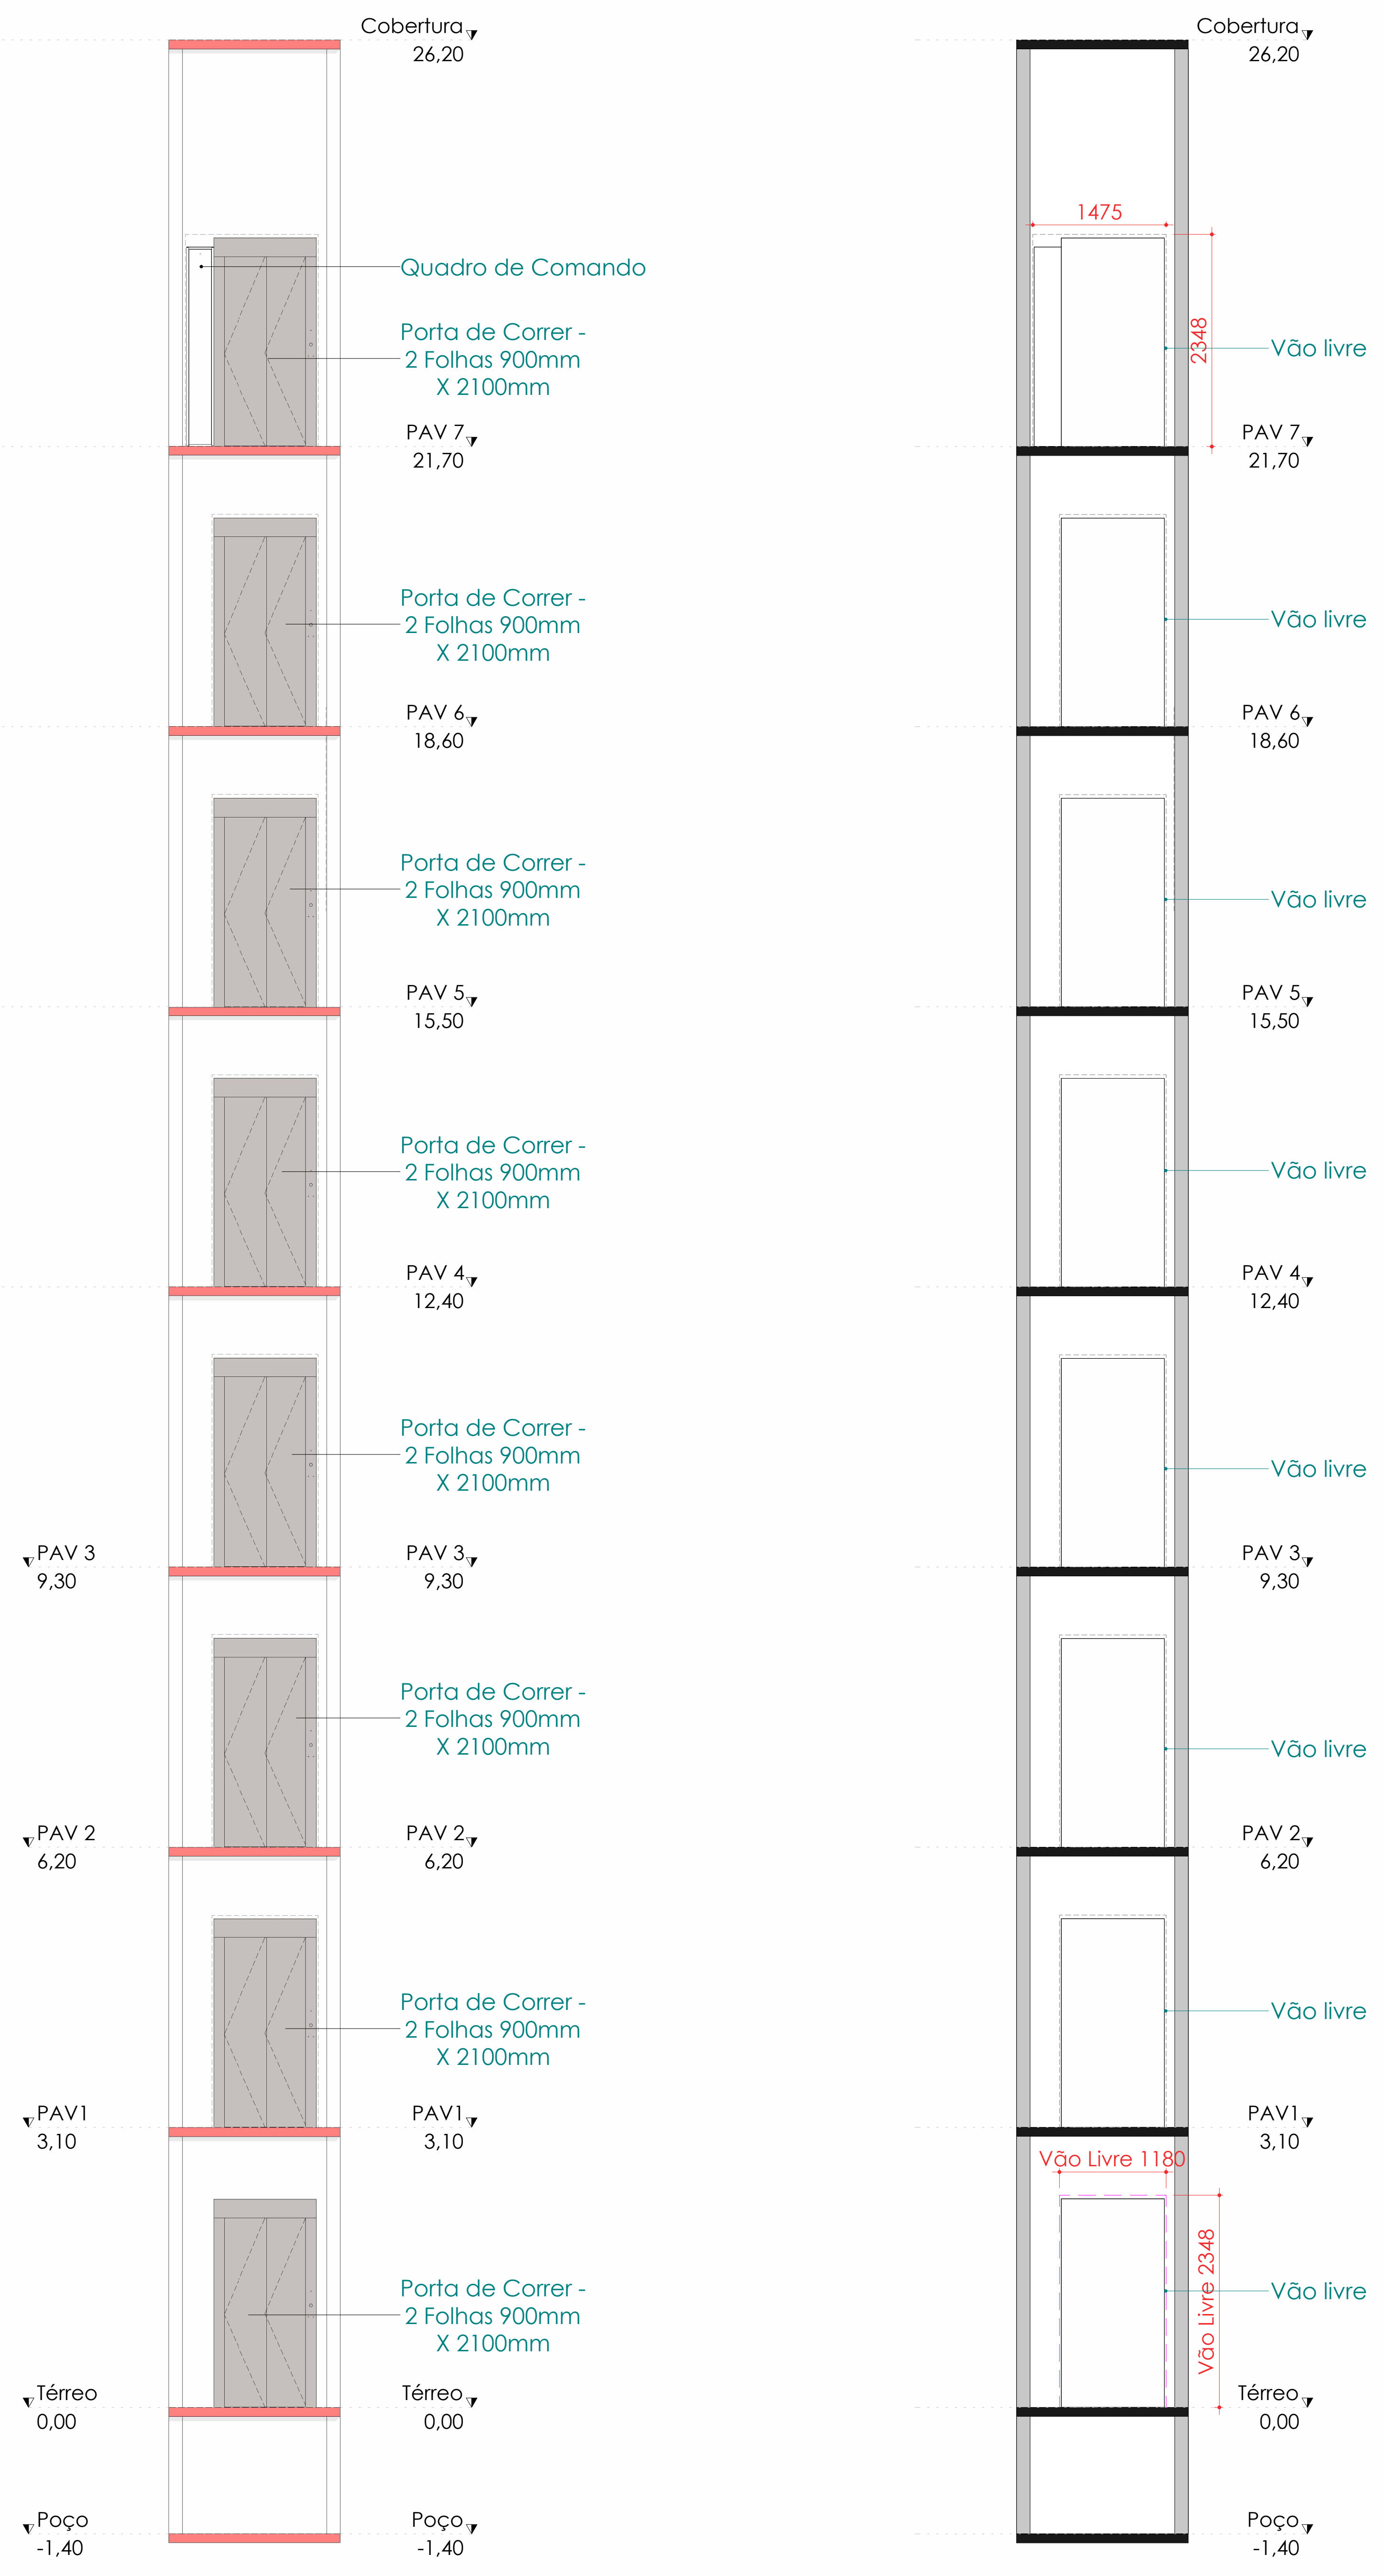 Cobertura
26,20
Quadro de Comando
Porta de Correr -
2 Folhas 900mm
X 2100mm
PAV 7
21,70
Porta de Correr -
2 Folhas 900mm
X 2100mm
PAV 6
18,60
Porta de Correr -
2 Folhas 900mm
X 2100mm
PAV 5
15,50
Porta de Correr -
2 Folhas 900mm
X 2100mm
PAV 4
12,40
Porta de Correr -
2 Folhas 900mm
X 2100mm
PAV 3
9,30
PAV 3
9,30
Porta de Correr -
2 Folhas 900mm
X 2100mm
PAV 2
6,20
PAV 2
6,20
Porta de Correr -
2 Folhas 900mm
X 2100mm
PAV1
3,10
PAV1
3,10
Porta de Correr -
2 Folhas 900mm
X 2100mm
Térreo
0,00
Térreo
0,00
Poço
-1,40
Poço
-1,40
Cobertura
26,20
1475
2348
Vão livre
PAV 7
21,70
Vão livre
PAV 6
18,60
Vão livre
PAV 5
15,50
Vão livre
PAV 4
12,40
Vão livre
PAV 3
9,30
Vão livre
PAV 2
6,20
Vão livre
PAV1
3,10
Vão Livre 1180
Vão Livre 2348
Vão livre
Térreo
0,00
Poço
-1,40